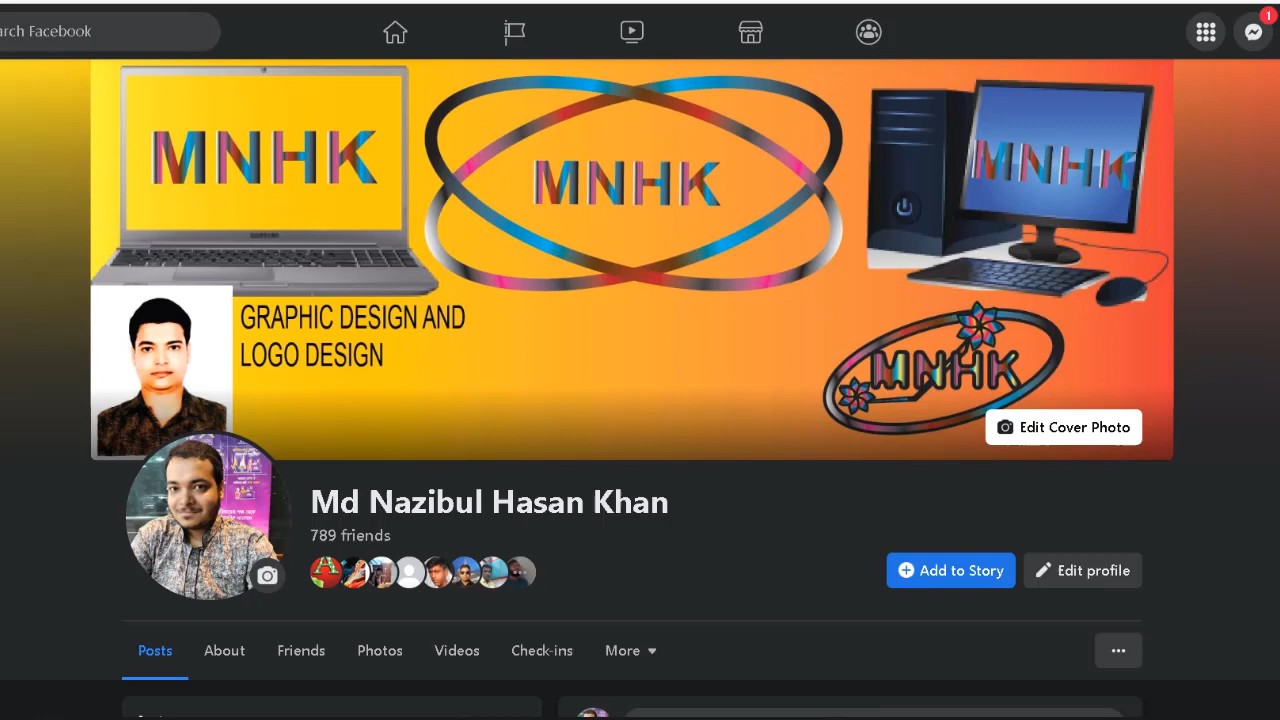 rch Facebook
1
MNHK
MNHK
MNHK
GRAPHIC DESIGN AND
LOGO DESIGN
MNHK
Edit Cover Photo
Md Nazibul Hasan Khan
789 friends
Add to Story
Edit profile
Posts
About
Friends
Photos
Videos
Check-ins
More